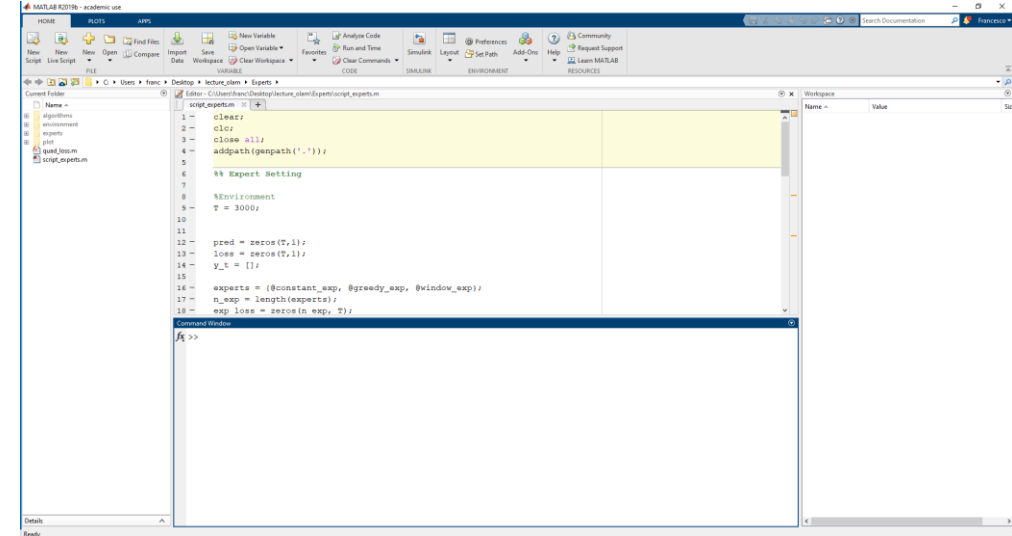 MATLAB R2019b - academic use
HOME PLOTS APPS
Search Documentation Francesco
New Script New Live Script New Open Find Files Compare
Import Data Save Workspace New Variable Open Variable Clear Workspace
Favorites Analyze Code Run and Time Clear Commands
Simulink Layout Preferences Set Path Add-Ons
Help Community Request Support Learn MATLAB
FILE VARIABLE CODE SIMULINK ENVIRONMENT RESOURCES
C: Users franc Desktop lecture_olam Experts
Current Folder
Name
algorithms
environment
experts
plot
quad_loss.m
script_experts.m
Details
Ready
Editor - C:\Users\franc\Desktop\lecture_olam\Experts\script_experts.m
script_experts.m
1 clear;
2 clc;
3 close all;
4 addpath(genpath('.'));
5
6 %% Expert Setting
7
8 %Environment
9 T = 3000;
10
11
12 pred = zeros(T,1);
13 loss = zeros(T,1);
14 y_t = [];
15
16 experts = {@constant_exp, @greedy_exp, @window_exp};
17 n_exp = length(experts);
18 exp_loss = zeros(n_exp, T);
Command Window
fx >>
Workspace
Name Value Siz